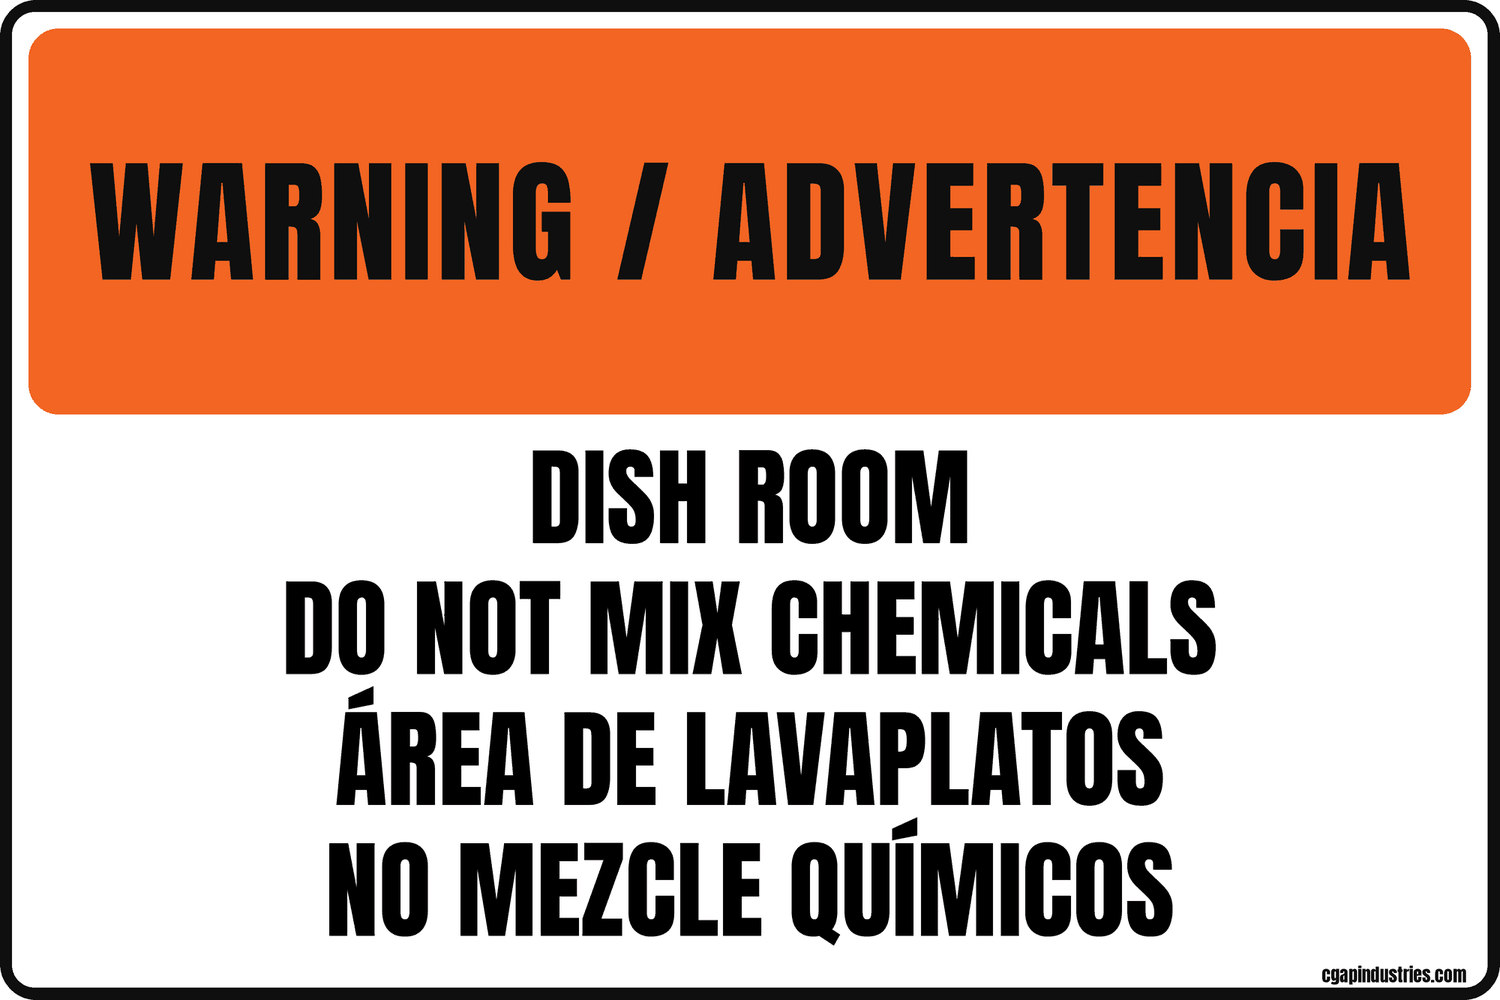 WARNING / ADVERTENCIA
DISH ROOM
DO NOT MIX CHEMICALS
ÁREA DE LAVAPLATOS
NO MEZCLE QUÍMICOS
cgapindustries.com